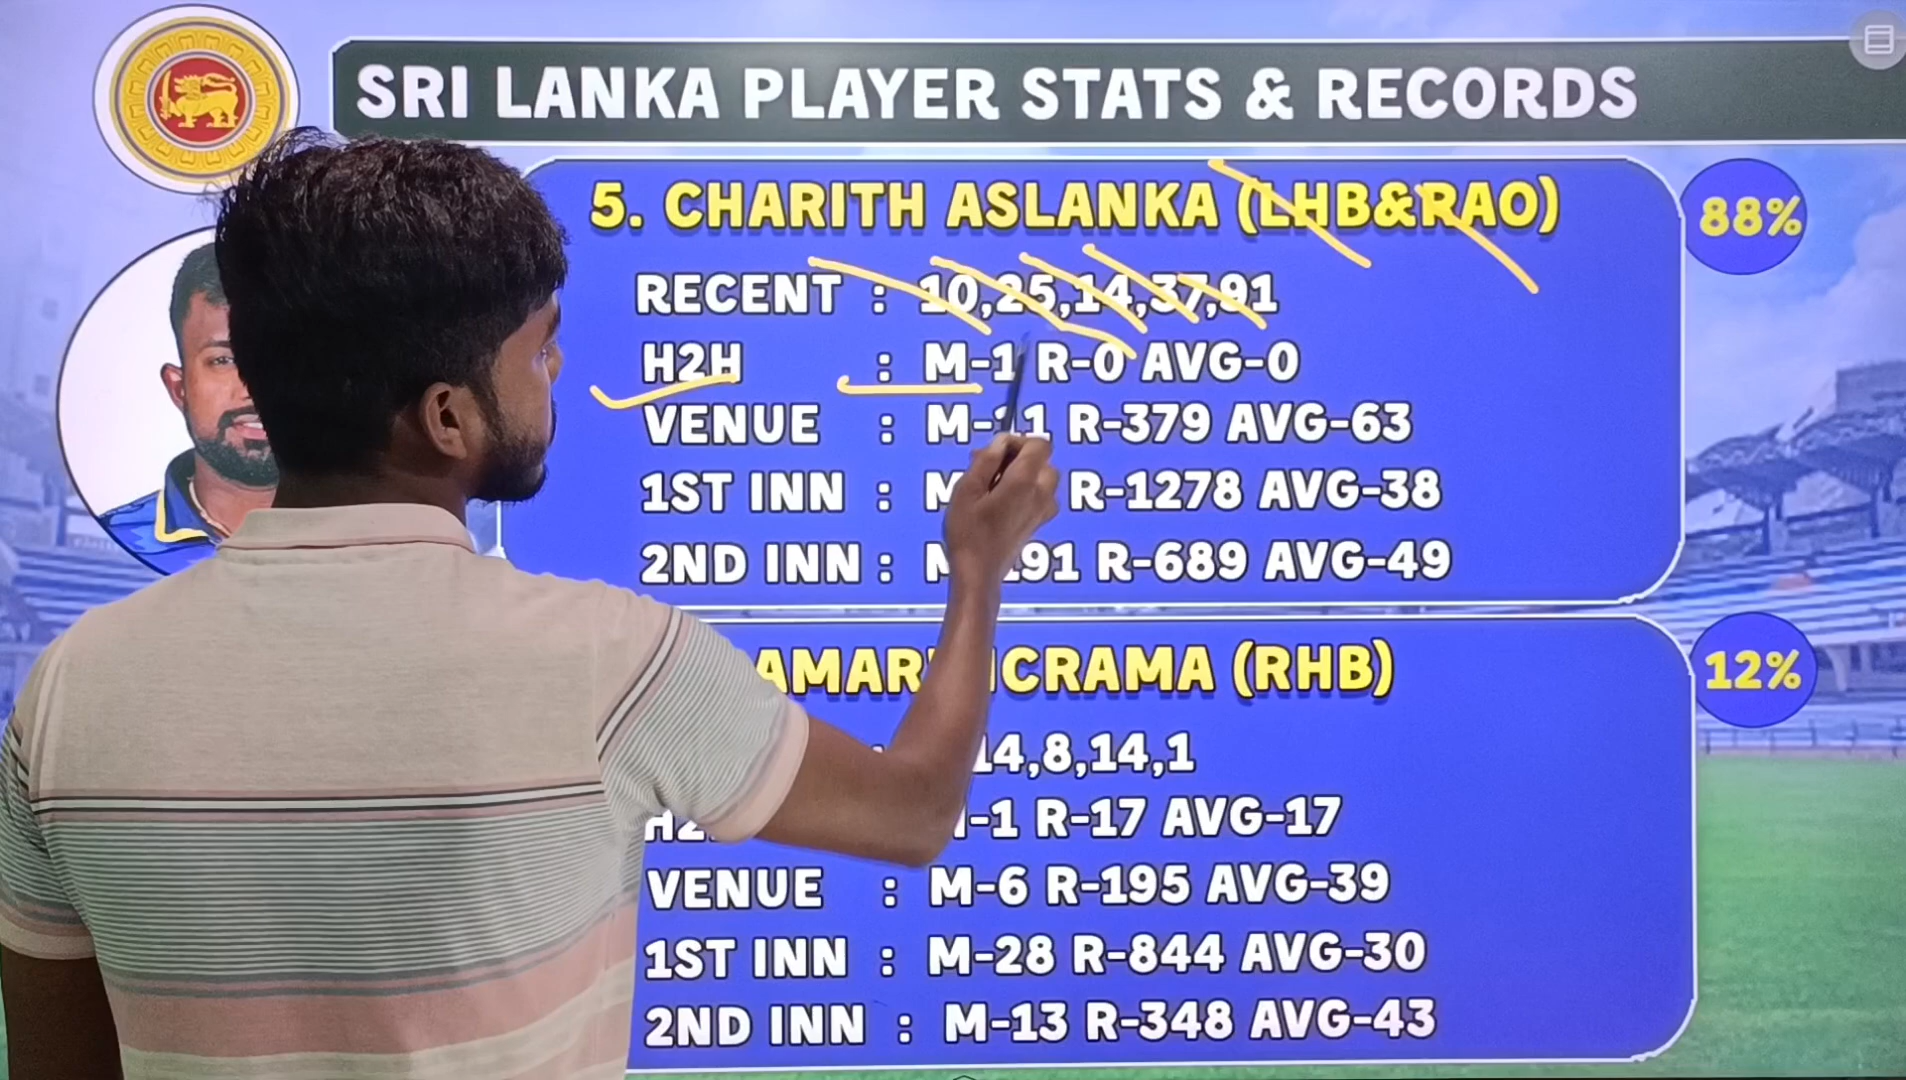 SRI LANKA PLAYER STATS & RECORDS
5. CHARITH ASLANKA (LHB&RAO)
88%
RECENT : 10,25,14,37,91
H2H : M-1 R-0 AVG-0
VENUE : M-11 R-379 AVG-63
1ST INN : R-1278 AVG-38
2ND INN : R-689 AVG-49
(RHB)
12%
14,8,14,1
R-17 AVG-17
VENUE : M-6 R-195 AVG-39
1ST INN : M-28 R-844 AVG-30
2ND INN : M-13 R-348 AVG-43